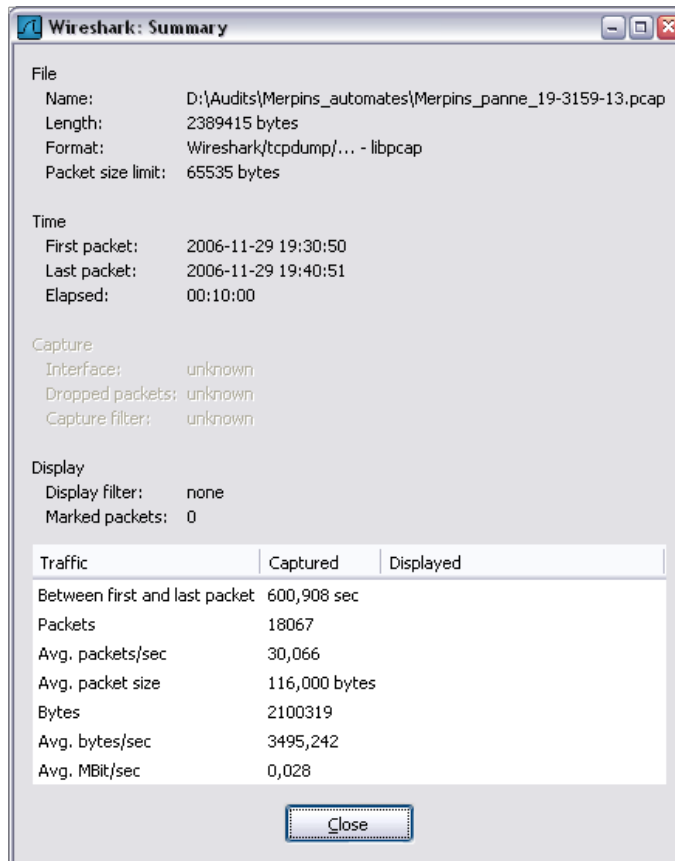 Wireshark: Summary
File
Name: D:\Audits\Merpins_automates\Merpins_panne_19-3159-13.pcap
Length: 2389415 bytes
Format: Wireshark/tcpdump/... - libpcap
Packet size limit: 65535 bytes
Time
First packet: 2006-11-29 19:30:50
Last packet: 2006-11-29 19:40:51
Elapsed: 00:10:00
Capture
Interface: unknown
Dropped packets: unknown
Capture filter: unknown
Display
Display filter: none
Marked packets: 0
Traffic Captured Displayed
Between first and last packet 600,908 sec
Packets 18067
Avg. packets/sec 30,066
Avg. packet size 116,000 bytes
Bytes 2100319
Avg. bytes/sec 3495,242
Avg. MBit/sec 0,028
Close